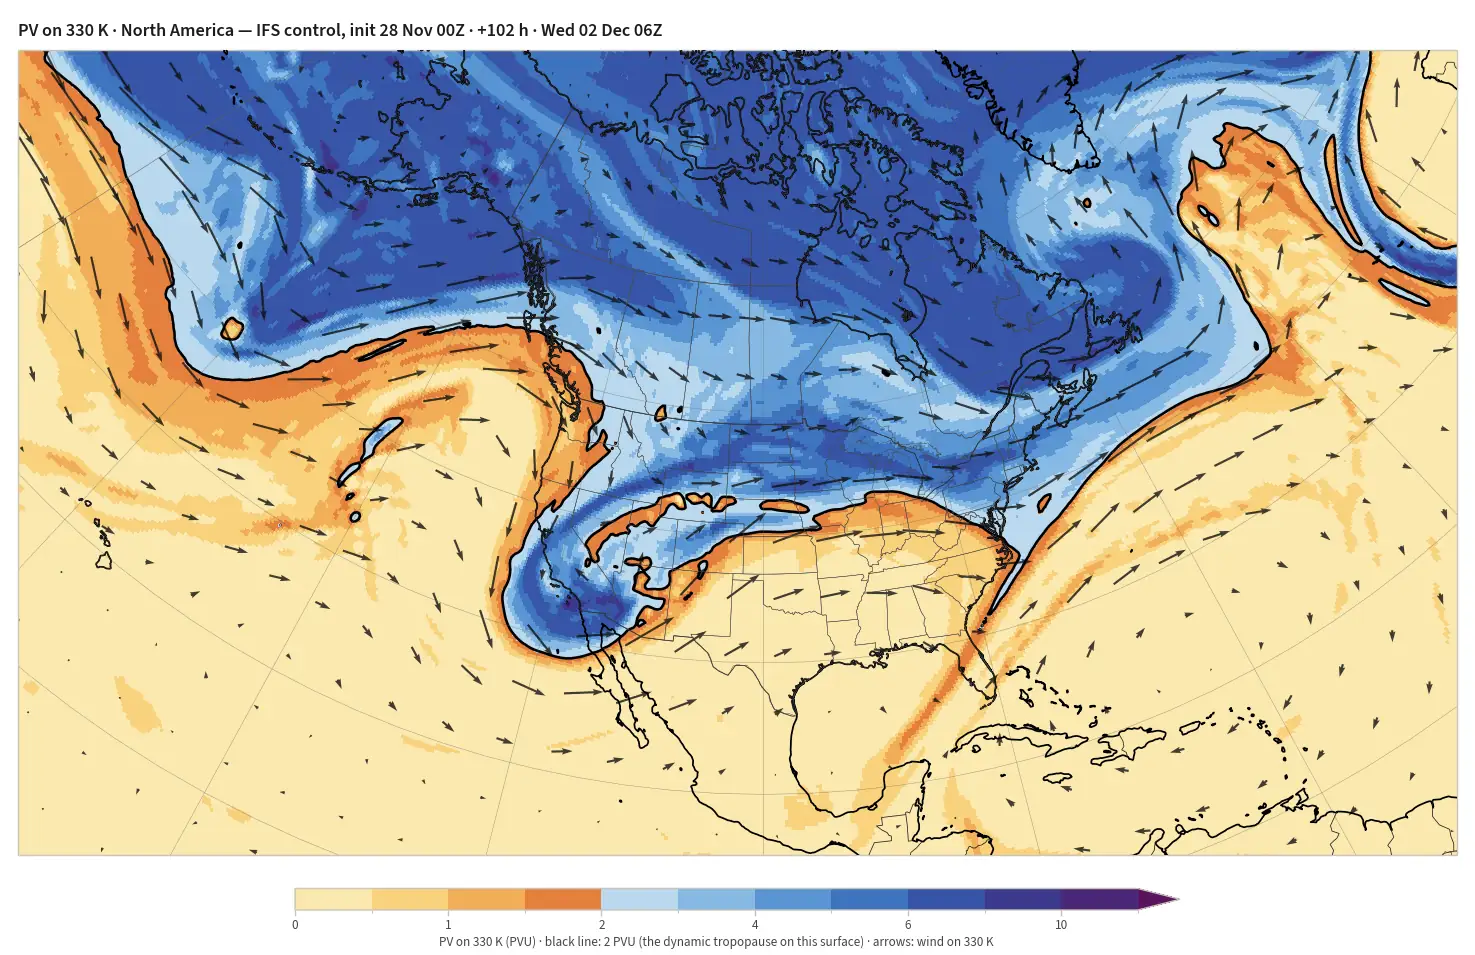 PV on 330 K · North America — IFS control, init 28 Nov 00Z · +102 h · Wed 02 Dec 06Z
0 1 2 4 6 8 10
PV on 330 K (PVU) · black line: 2 PVU (the dynamic tropopause on this surface) · arrows: wind on 330 K